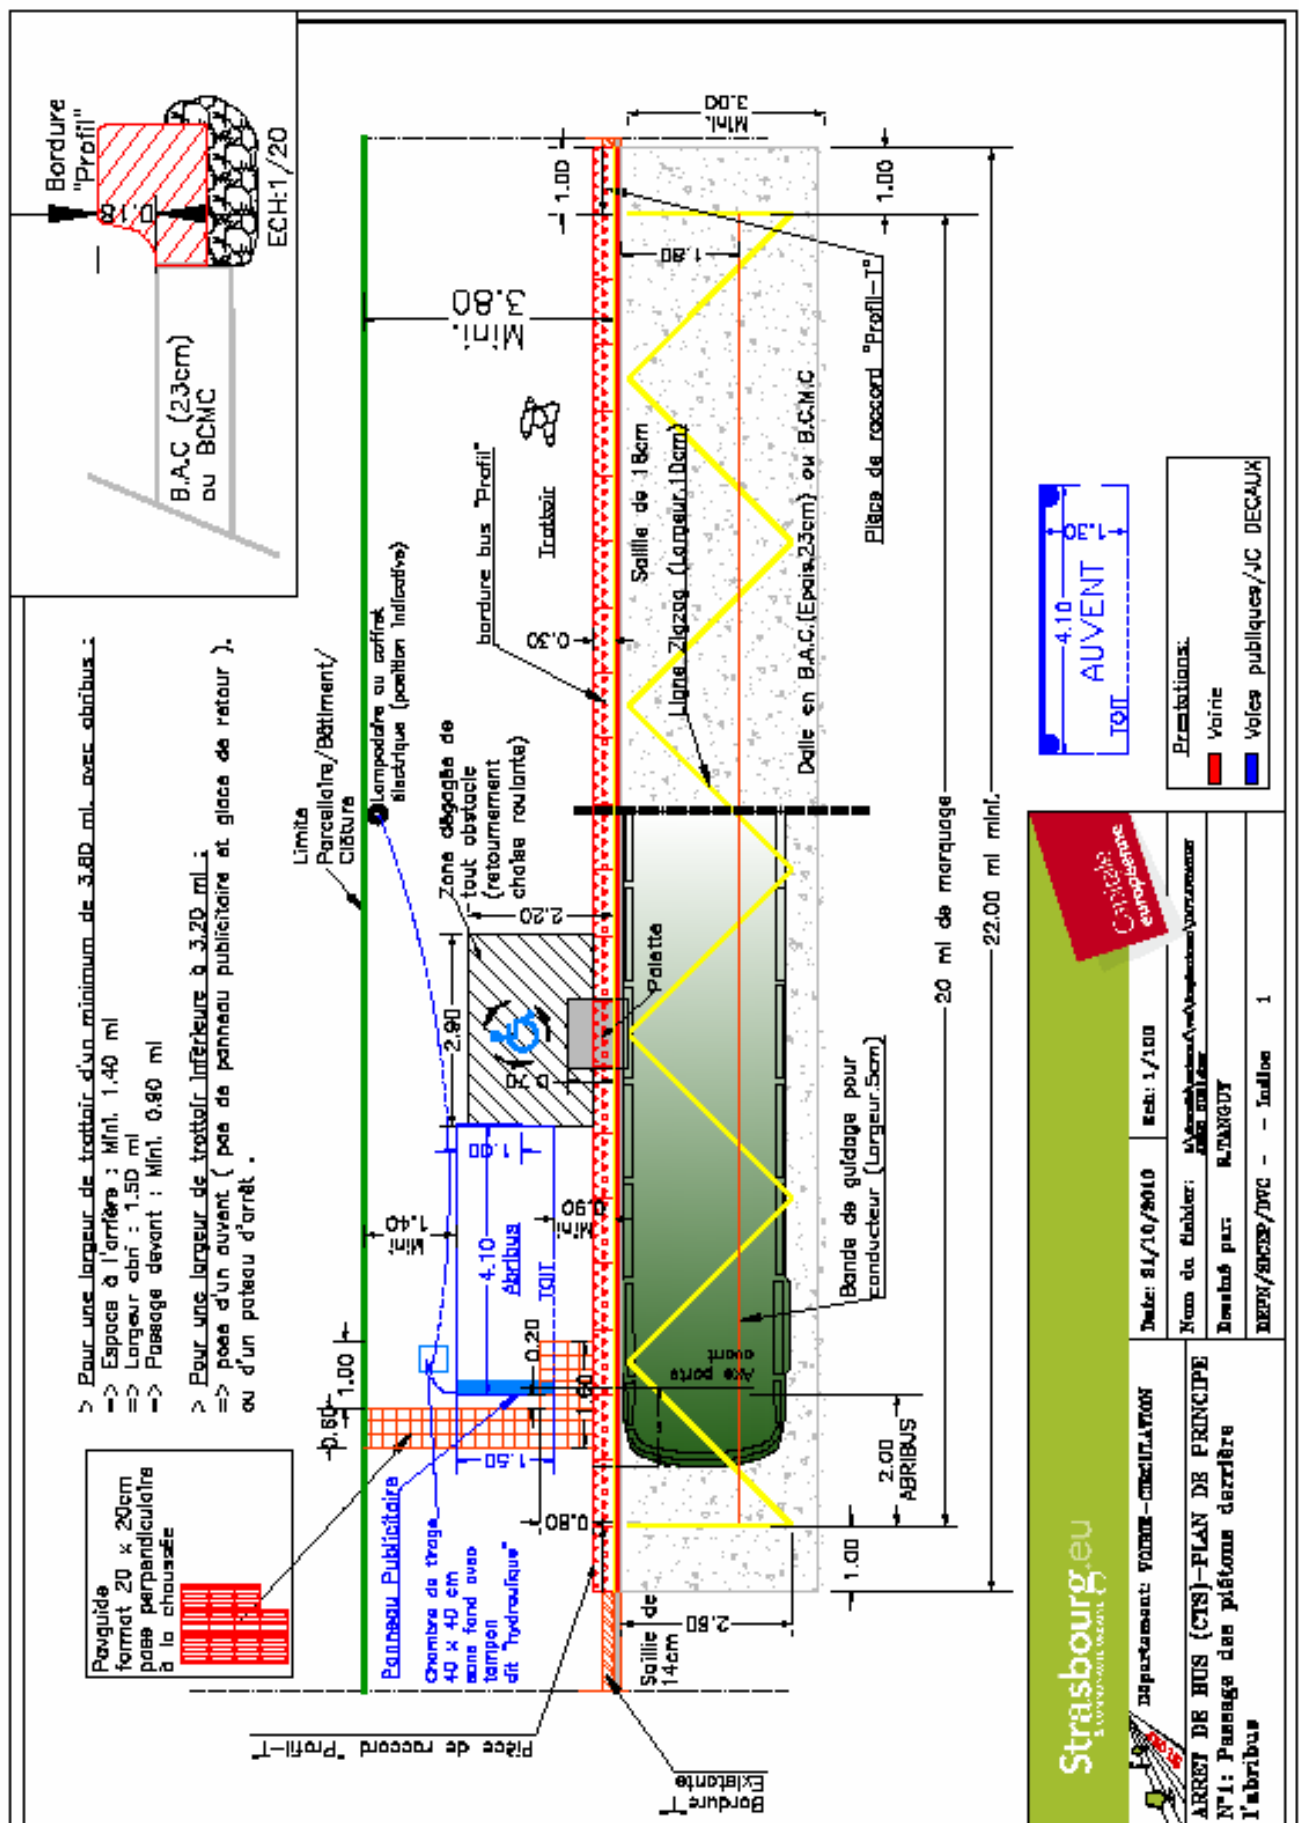 Bordure
"Profil"
0.18
ECH:1/20
B.A.C (23cm)
ou BCMC
> Pour une largeur de trottoir d'un minimum de 3.80 ml. avec abribus :
=> Espace à l'arrière : Mini. 1.40 ml
=> Largeur abri : 1.50 ml
=> Passage devant : Mini. 0.90 ml
> Pour une largeur de trottoir inférieure à 3.20 ml :
=> pose d'un auvent ( pas de panneau publicitaire et glace de retour ).
ou d'un poteau d'arrêt .
Pavguide
format 20 x 20cm
pose perpendiculaire
à la chaussée
Limite
Parcellaire/Bâtiment/
Clôture
Lampadaire ou coffret
électrique (position indicative)
Zone dégagée de
tout obstacle
(retournement
chaise roulante)
bordure bus "Profil"
Trottoir
Mini.
3.80
1.00
Mini.
3.00
1.00
1.80
0.30
Saillie de 18cm
Ligne Zigzag (Largeur.10cm)
Dalle en B.A.C.(Epais.23cm) ou B.C.M.C
Pièce de raccord "Profil-T"
2.20
2.90
0.70
Palette
Mini
1.40
1.00
4.10
Abribus
TOIT
Mini
0.90
0.20
1.00
0.60
1.50
0.80
Panneau Publicitaire
Chambre de tirage
40 x 40 cm
sans fond avec
tampon
dit "hydraulique"
Axe porte
avant
Bande de guidage pour
conducteur (Largeur.5cm)
2.00
ABRIBUS
1.00
2.60
Saillie de
14cm
Pièce de raccord "Profil-T"
Bordure "T"
Existante
20 ml de marquage
22.00 ml mini.
4.10
AUVENT
TOIT
1.30
Prestations:
Voirie
Voies publiques/JC DECAUX
Strasbourg.eu
& COMMUNAUTÉ URBAINE
Capitale
européenne
Département: VOIRIE-CIRCULATION
ARRET DE BUS (CTS)-PLAN DE PRINCIPE
N°1: Passage des piétons derrière
l'abribus
Date: 21/10/2010
Ech: 1/100
Nom du fichier:
Dessiné par: R.TANGUY
- - Indice 1